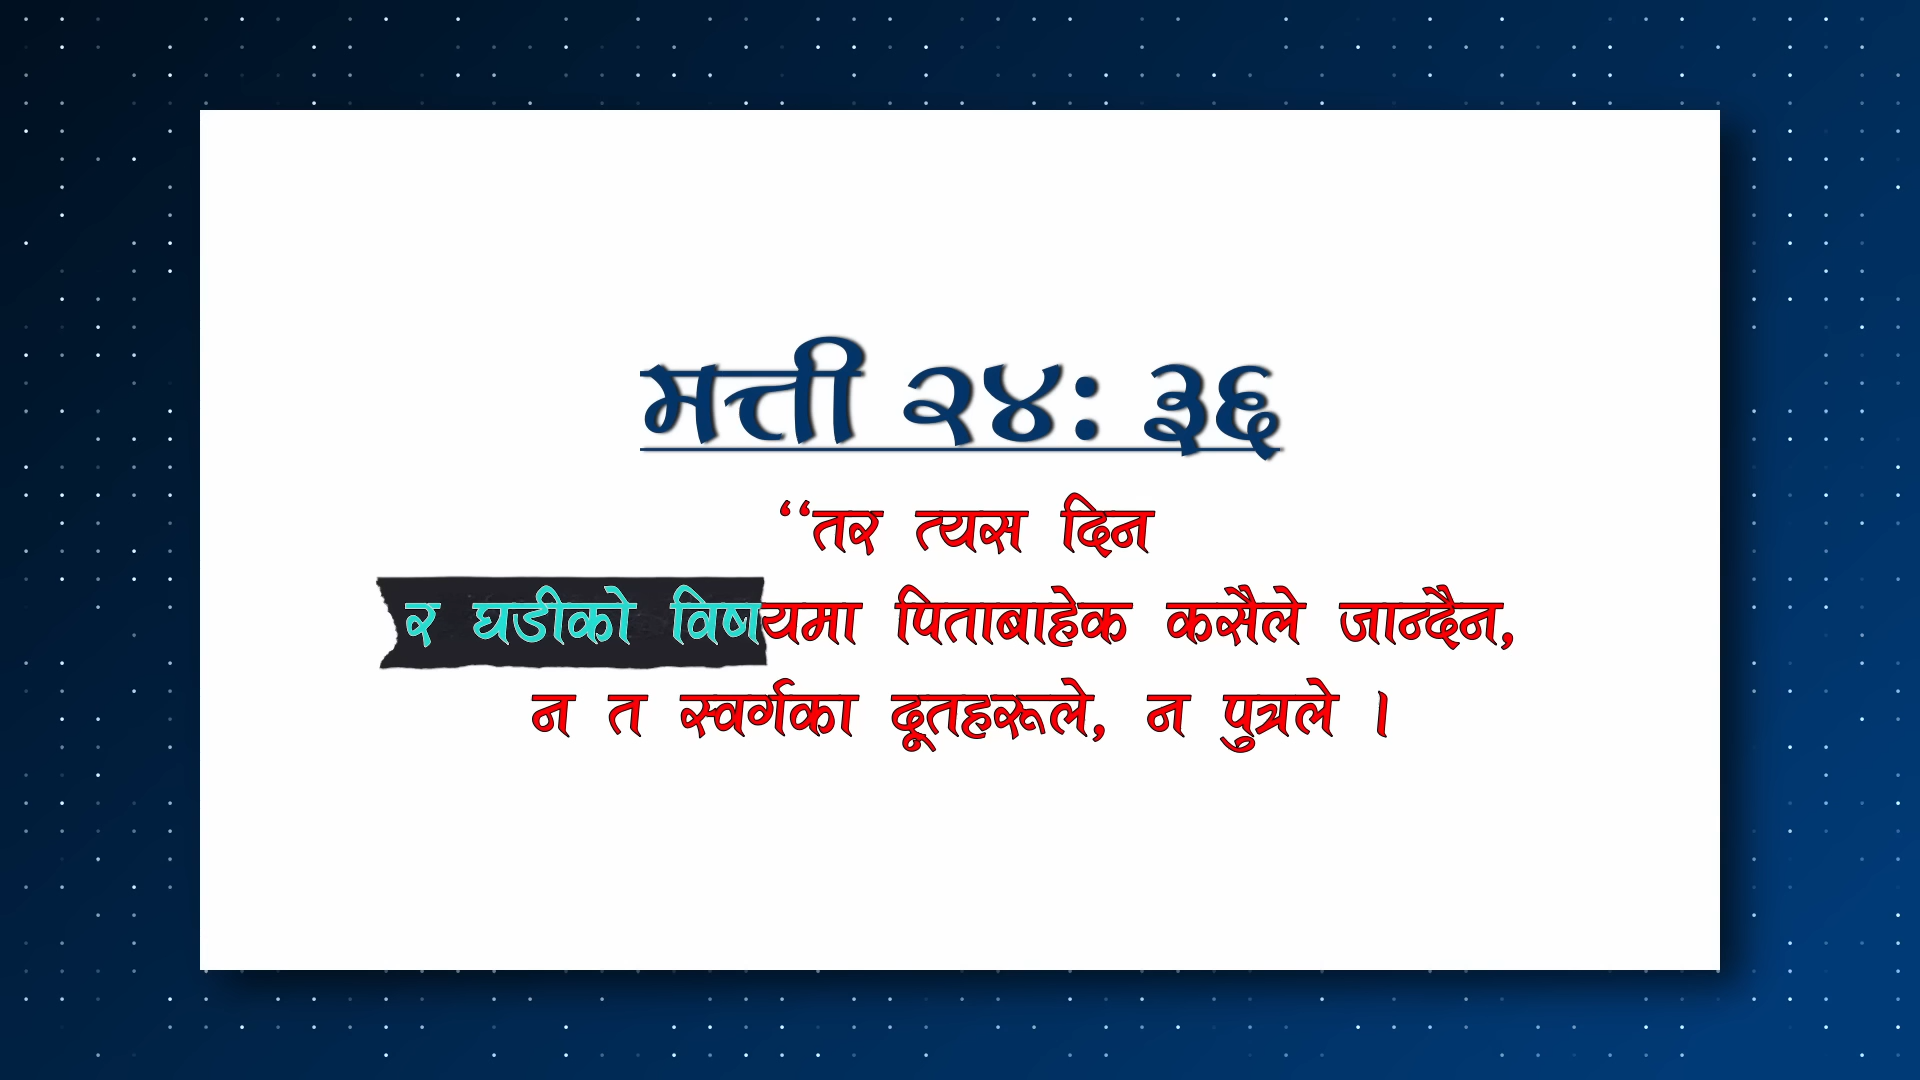 मत्ती २४: ३६
“तर त्यस दिन
र घडीको विषयमा पिताबाहेक कसैले जान्दैन,
न त स्वर्गका दूतहरूले, न पुत्रले ।